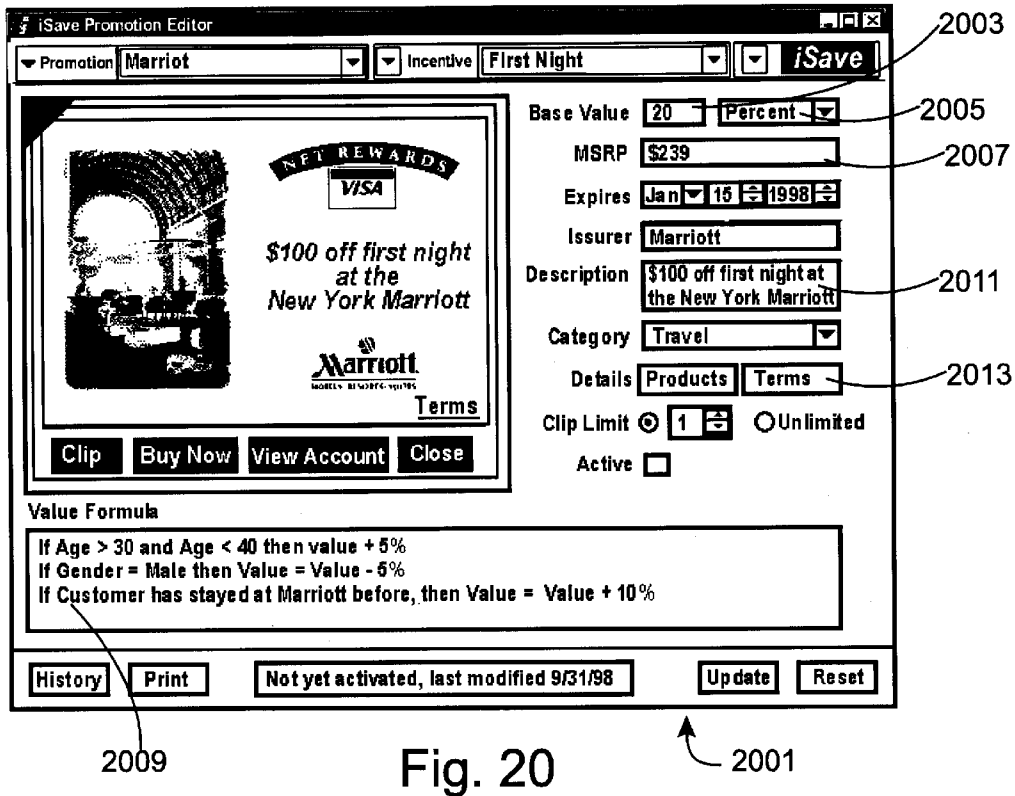 iSave Promotion Editor
2003
Promotion Marriot Incentive First Night iSave
Base Value 20 Percent
2005
MSRP $239
2007
Expires Jan 15 1998
Issurer Marriott
Description $100 off first night at
the New York Marriott
2011
Category Travel
Details Products Terms
2013
Clip Limit 1 Unlimited
Active
NET REWARDS
VISA
$100 off first night
at the
New York Marriott
Marriott
HOTELS · RESORTS · SUITES
Terms
Clip Buy Now View Account Close
Value Formula
If Age > 30 and Age < 40 then value + 5%
If Gender = Male then Value = Value - 5%
If Customer has stayed at Marriott before, then Value = Value + 10%
History Print Not yet activated, last modified 9/31/98 Update Reset
2009
Fig. 20
2001